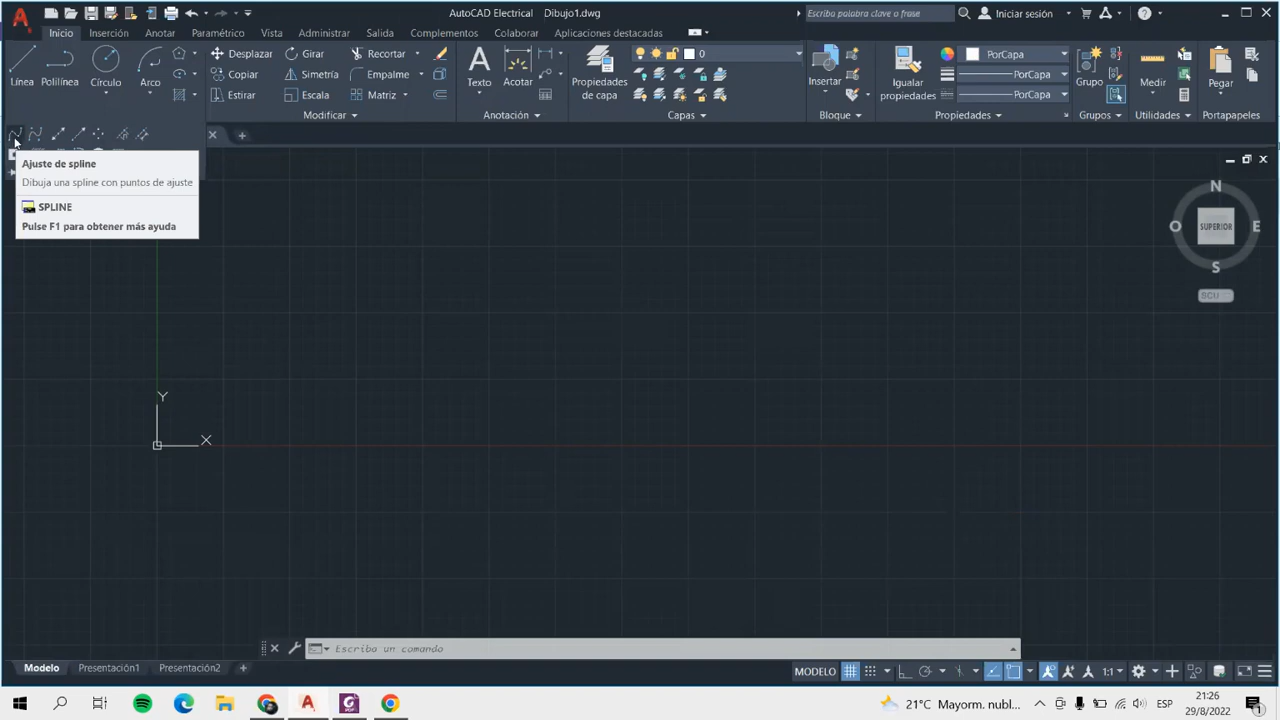 AutoCAD Electrical Dibujo1.dwg
Escriba palabra clave o frase
Iniciar sesión
Inicio Inserción Anotar Paramétrico Vista Administrar Salida Complementos Colaborar Aplicaciones destacadas
Línea Polilínea Círculo Arco
Desplazar Girar Recortar
Copiar Simetría Empalme
Estirar Escala Matriz
Modificar
Texto Acotar
Anotación
Propiedades de capa
0
Capas
Insertar
Bloque
Igualar propiedades
PorCapa
PorCapa
PorCapa
Propiedades
Grupo
Grupos
Medir
Utilidades
Pegar
Portapapeles
Ajuste de spline
Dibuja una spline con puntos de ajuste
SPLINE
Pulse F1 para obtener más ayuda
N
O SUPERIOR E
S
SCU
Y
X
Escriba un comando
Modelo Presentación1 Presentación2
MODELO
1:1
21°C Mayorm. nubl...
ESP
21:26
29/8/2022
1